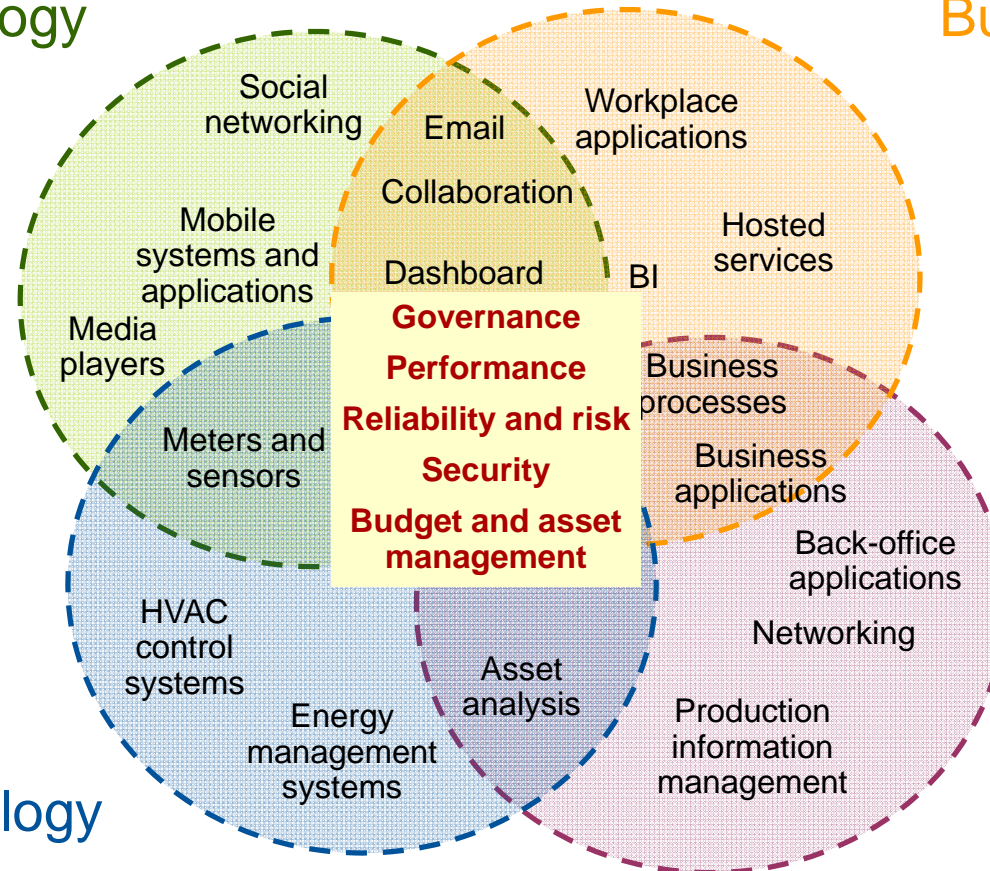 ogy
Bu
Social
networking
Email
Workplace
applications
Collaboration
Mobile
systems and
applications
Hosted
services
Dashboard
BI
Media
players
Governance
Performance
Reliability and risk
Security
Budget and asset
management
Business
processes
Meters and
sensors
Business
applications
Back-office
applications
HVAC
control
systems
Networking
Asset
analysis
Energy
management
systems
Production
information
management
logy